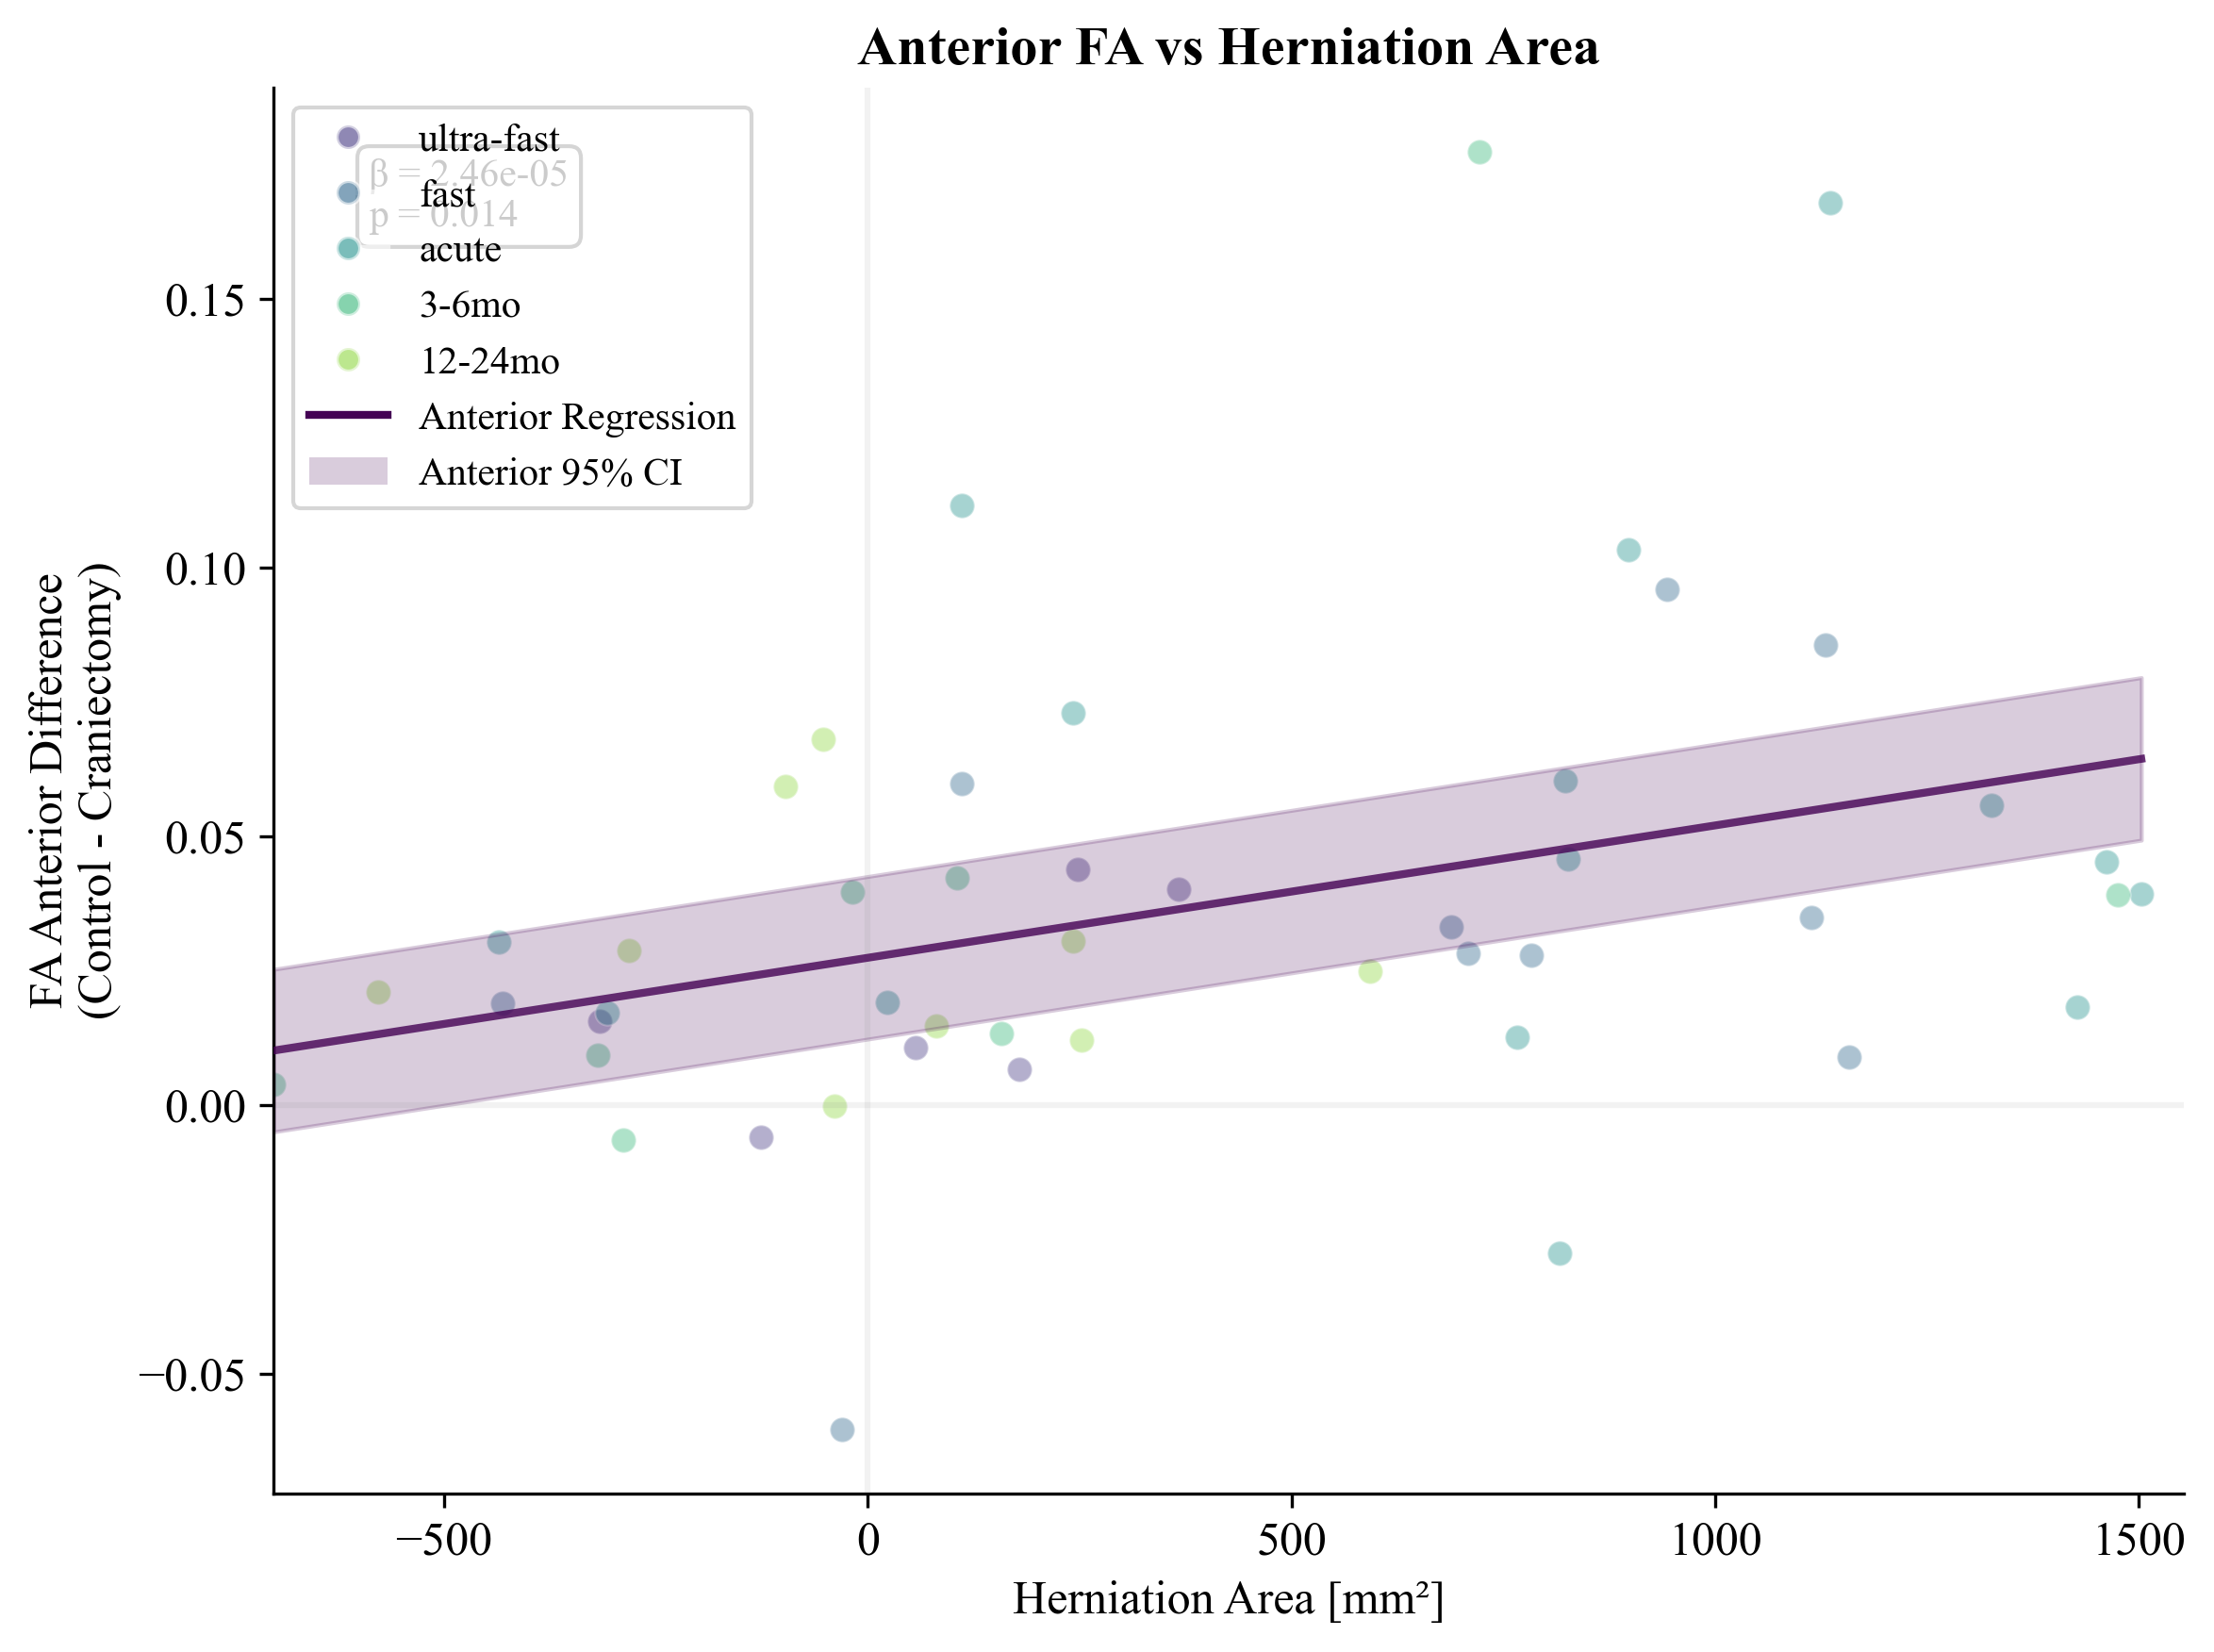 Anterior FA vs Herniation Area
ultra-fast
β = 2.46e-05
fast
p = 0.014
acute
3-6mo
12-24mo
Anterior Regression
Anterior 95% CI
FA Anterior Difference
(Control - Craniectomy)
0.15
0.10
0.05
0.00
−0.05
−500
0
500
1000
1500
Herniation Area [mm²]